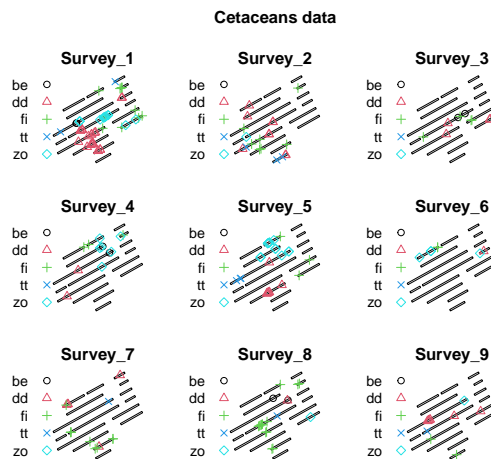 Cetaceans data
Survey_1
be
dd
fi
tt
zo
Survey_2
be
dd
fi
tt
zo
Survey_3
be
dd
fi
tt
zo
Survey_4
be
dd
fi
tt
zo
Survey_5
be
dd
fi
tt
zo
Survey_6
be
dd
fi
tt
zo
Survey_7
be
dd
fi
tt
zo
Survey_8
be
dd
fi
tt
zo
Survey_9
be
dd
fi
tt
zo